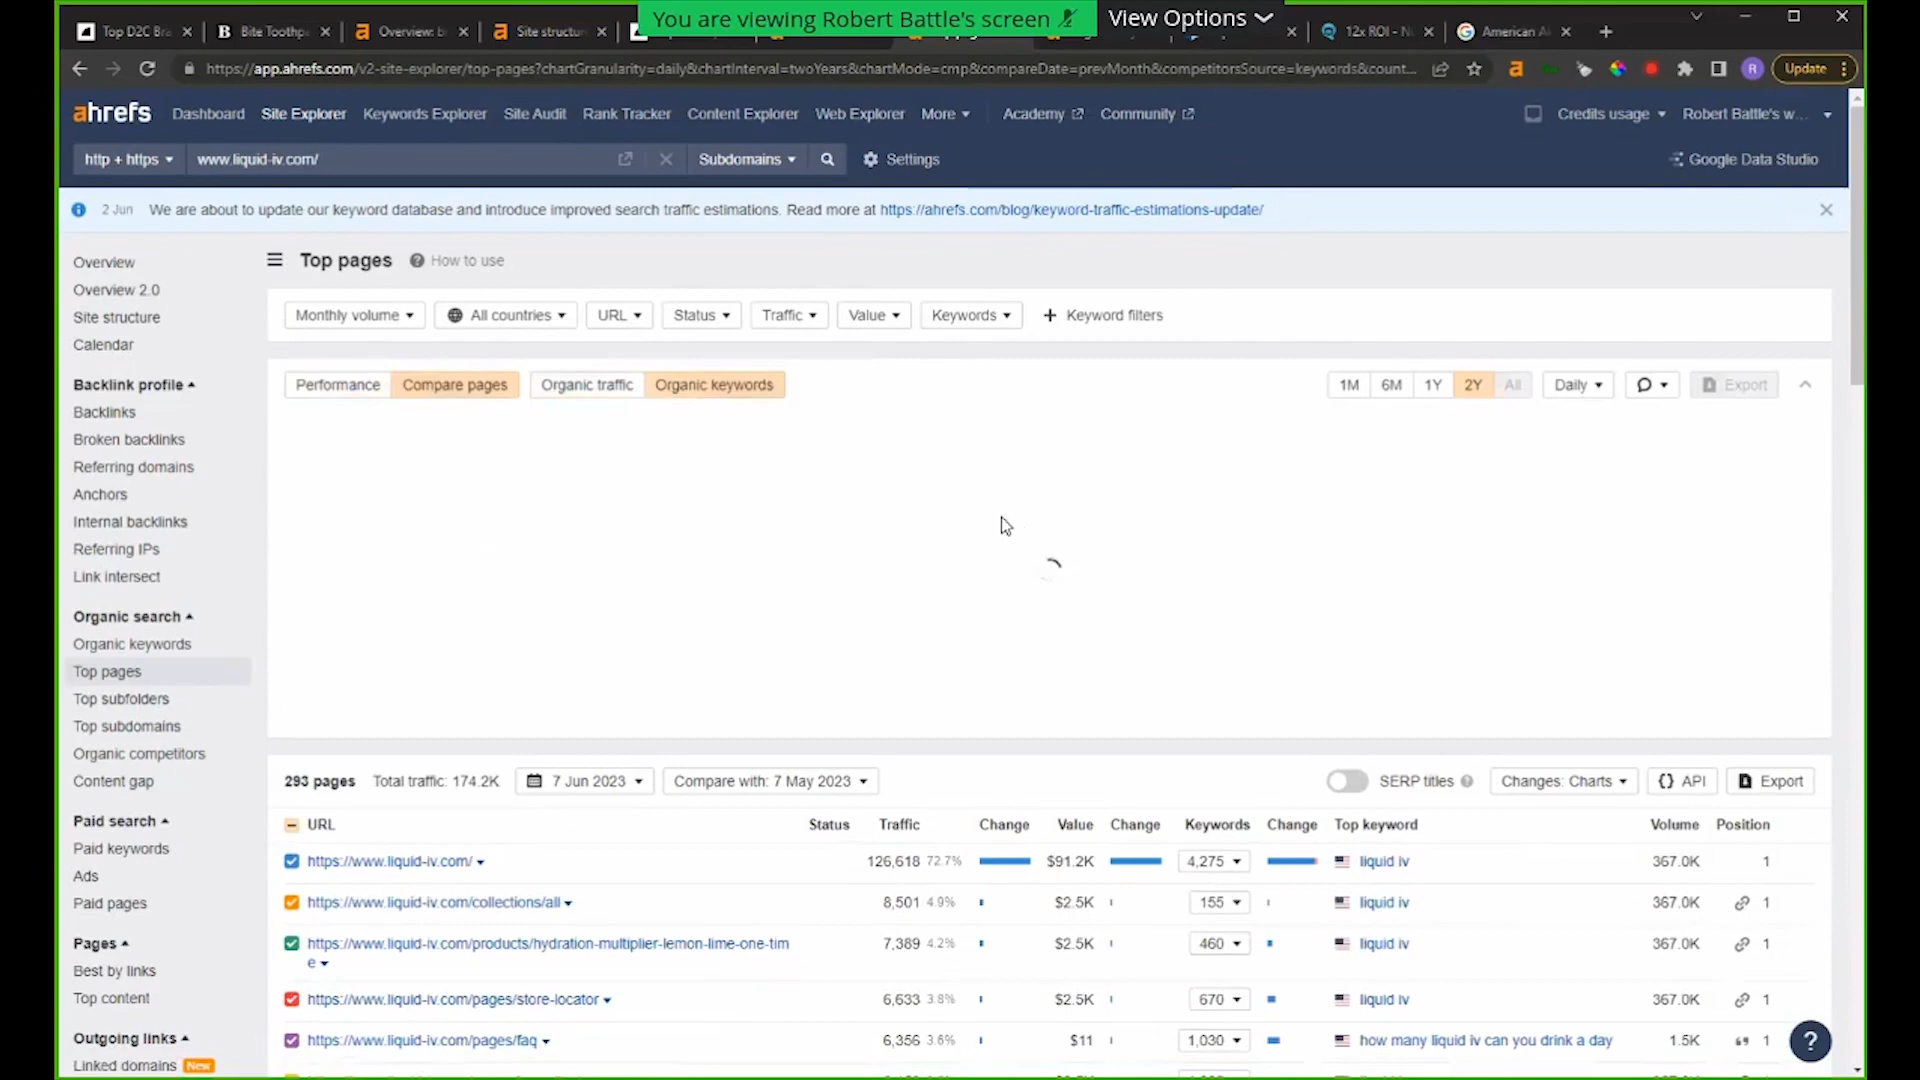 You are viewing Robert Battle's screen
View Options
Top D2C Bra
Bite Toothp
Overview: b
Site structur
12x ROI - N
American A
https://app.ahrefs.com/v2-site-explorer/top-pages?chartGranularity=daily&chartInterval=twoYears&chartMode=cmp&compareDate=prevMonth&competitorsSource=keywords&count...
R
Update
ahrefs Dashboard Site Explorer Keywords Explorer Site Audit Rank Tracker Content Explorer Web Explorer More Academy Community Credits usage Robert Battle's w...
http + https www.liquid-iv.com/ Subdomains Settings Google Data Studio
2 Jun We are about to update our keyword database and introduce improved search traffic estimations. Read more at https://ahrefs.com/blog/keyword-traffic-estimations-update/
Overview
Overview 2.0
Site structure
Calendar
Backlink profile
Backlinks
Broken backlinks
Referring domains
Anchors
Internal backlinks
Referring IPs
Link intersect
Organic search
Organic keywords
Top pages
Top subfolders
Top subdomains
Organic competitors
Content gap
Paid search
Paid keywords
Ads
Paid pages
Pages
Best by links
Top content
Outgoing links
Linked domains New
Top pages How to use
Monthly volume All countries URL Status Traffic Value Keywords + Keyword filters
Performance Compare pages Organic traffic Organic keywords 1M 6M 1Y 2Y All Daily Export
293 pages Total traffic: 174.2K 7 Jun 2023 Compare with: 7 May 2023 SERP titles Changes: Charts {} API Export
URL Status Traffic Change Value Change Keywords Change Top keyword Volume Position
https://www.liquid-iv.com/ 126,618 72.7% $91.2K 4,275 liquid iv 367.0K 1
https://www.liquid-iv.com/collections/all 8,501 4.9% $2.5K 155 liquid iv 367.0K 1
https://www.liquid-iv.com/products/hydration-multiplier-lemon-lime-one-tim
e 7,389 4.2% $2.5K 460 liquid iv 367.0K 1
https://www.liquid-iv.com/pages/store-locator 6,633 3.8% $2.5K 670 liquid iv 367.0K 1
https://www.liquid-iv.com/pages/faq 6,356 3.6% $11 1,030 how many liquid iv can you drink a day 1.5K 1
?